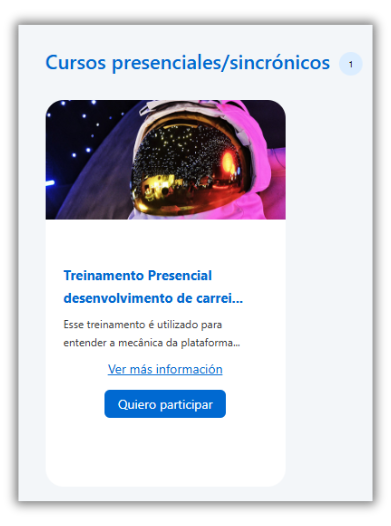 Cursos presenciales/sincrónicos 1
Treinamento Presencial
desenvolvimento de carrei...
Esse treinamento é utilizado para
entender a mecânica da plataforma...
Ver más información
Quiero participar